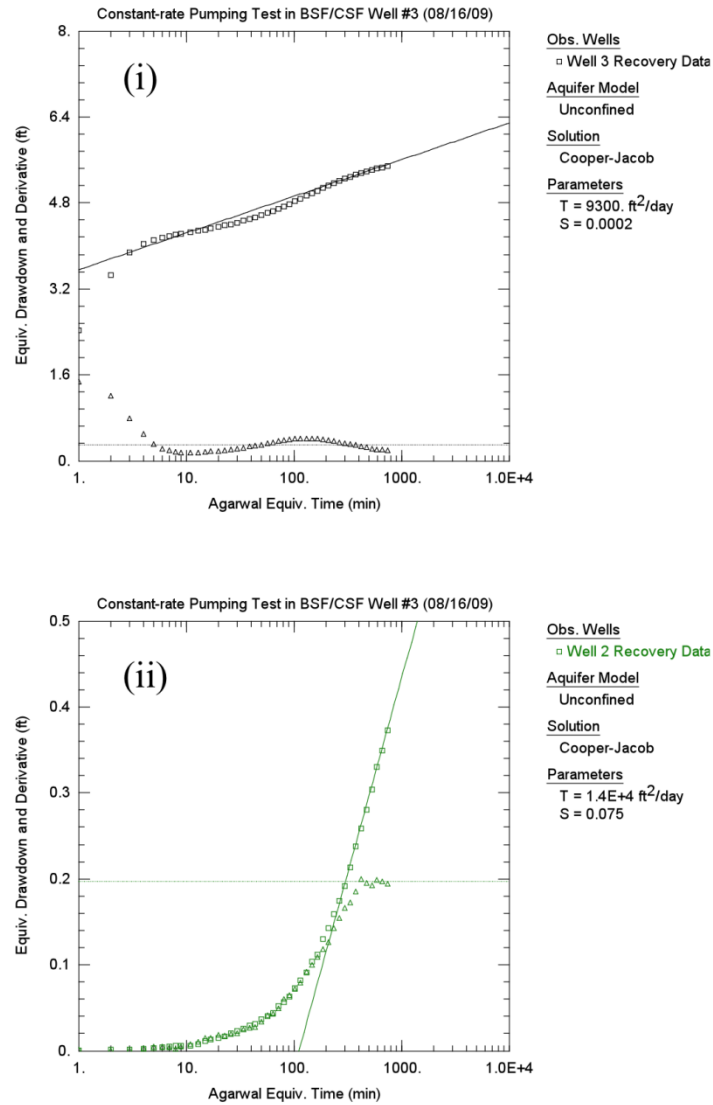 Constant-rate Pumping Test in BSF/CSF Well #3 (08/16/09)
(i)
8.
6.4
4.8
3.2
1.6
0.
Equiv. Drawdown and Derivative (ft)
1.
10.
100.
1000.
1.0E+4
Agarwal Equiv. Time (min)
Obs. Wells
Well 3 Recovery Data
Aquifer Model
Unconfined
Solution
Cooper-Jacob
Parameters
T = 9300. ft²/day
S = 0.0002
Constant-rate Pumping Test in BSF/CSF Well #3 (08/16/09)
(ii)
0.5
0.4
0.3
0.2
0.1
0.
Equiv. Drawdown and Derivative (ft)
1.
10.
100.
1000.
1.0E+4
Agarwal Equiv. Time (min)
Obs. Wells
Well 2 Recovery Data
Aquifer Model
Unconfined
Solution
Cooper-Jacob
Parameters
T = 1.4E+4 ft²/day
S = 0.075